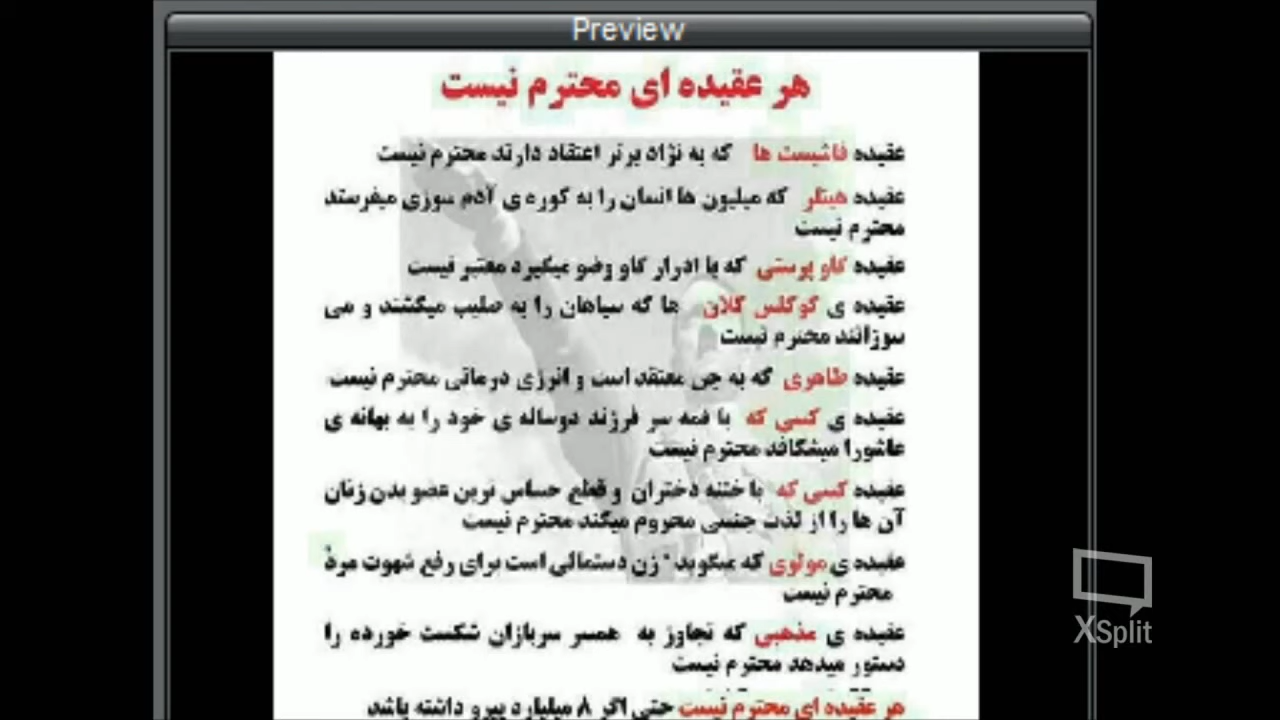 Preview
هر عقیده ای محترم نیست
عقیده فاشیست ها که به نژاد برتر اعتقاد دارند محترم نیست
عقیده هیتلر که میلیون ها انسان را به کوره ی آدم سوزی میفرستد
محترم نیست
عقیده گاو پرستی که با ادرار گاو وضو میگیرد معتبر نیست
عقیده ی کوکلس کلان ها که سیاهان را به صلیب میکشند و می
سوزانند محترم نیست
عقیده طاهری که به جن معتقد است و انرژی درمانی محترم نیست
عقیده ی کسی که با قمه سر فرزند دوساله ی خود را به بهانه ی
عاشورا میشکافد محترم نیست
عقیده کسی که با ختنه دختران و قطع حساس ترین عضو بدن زنان
آن ها را از لذت جنسی محروم میکند محترم نیست
عقیده ی مولوی که میگوید " زن دستمالی است برای رفع شهوت مرد"
محترم نیست
عقیده ی مذهبی که تجاوز به همسر سربازان شکست خورده را
دستور میدهد محترم نیست
هر عقیده ای محترم نیست حتی اگر ۸ میلیارد پیرو داشته باشد
XSplit